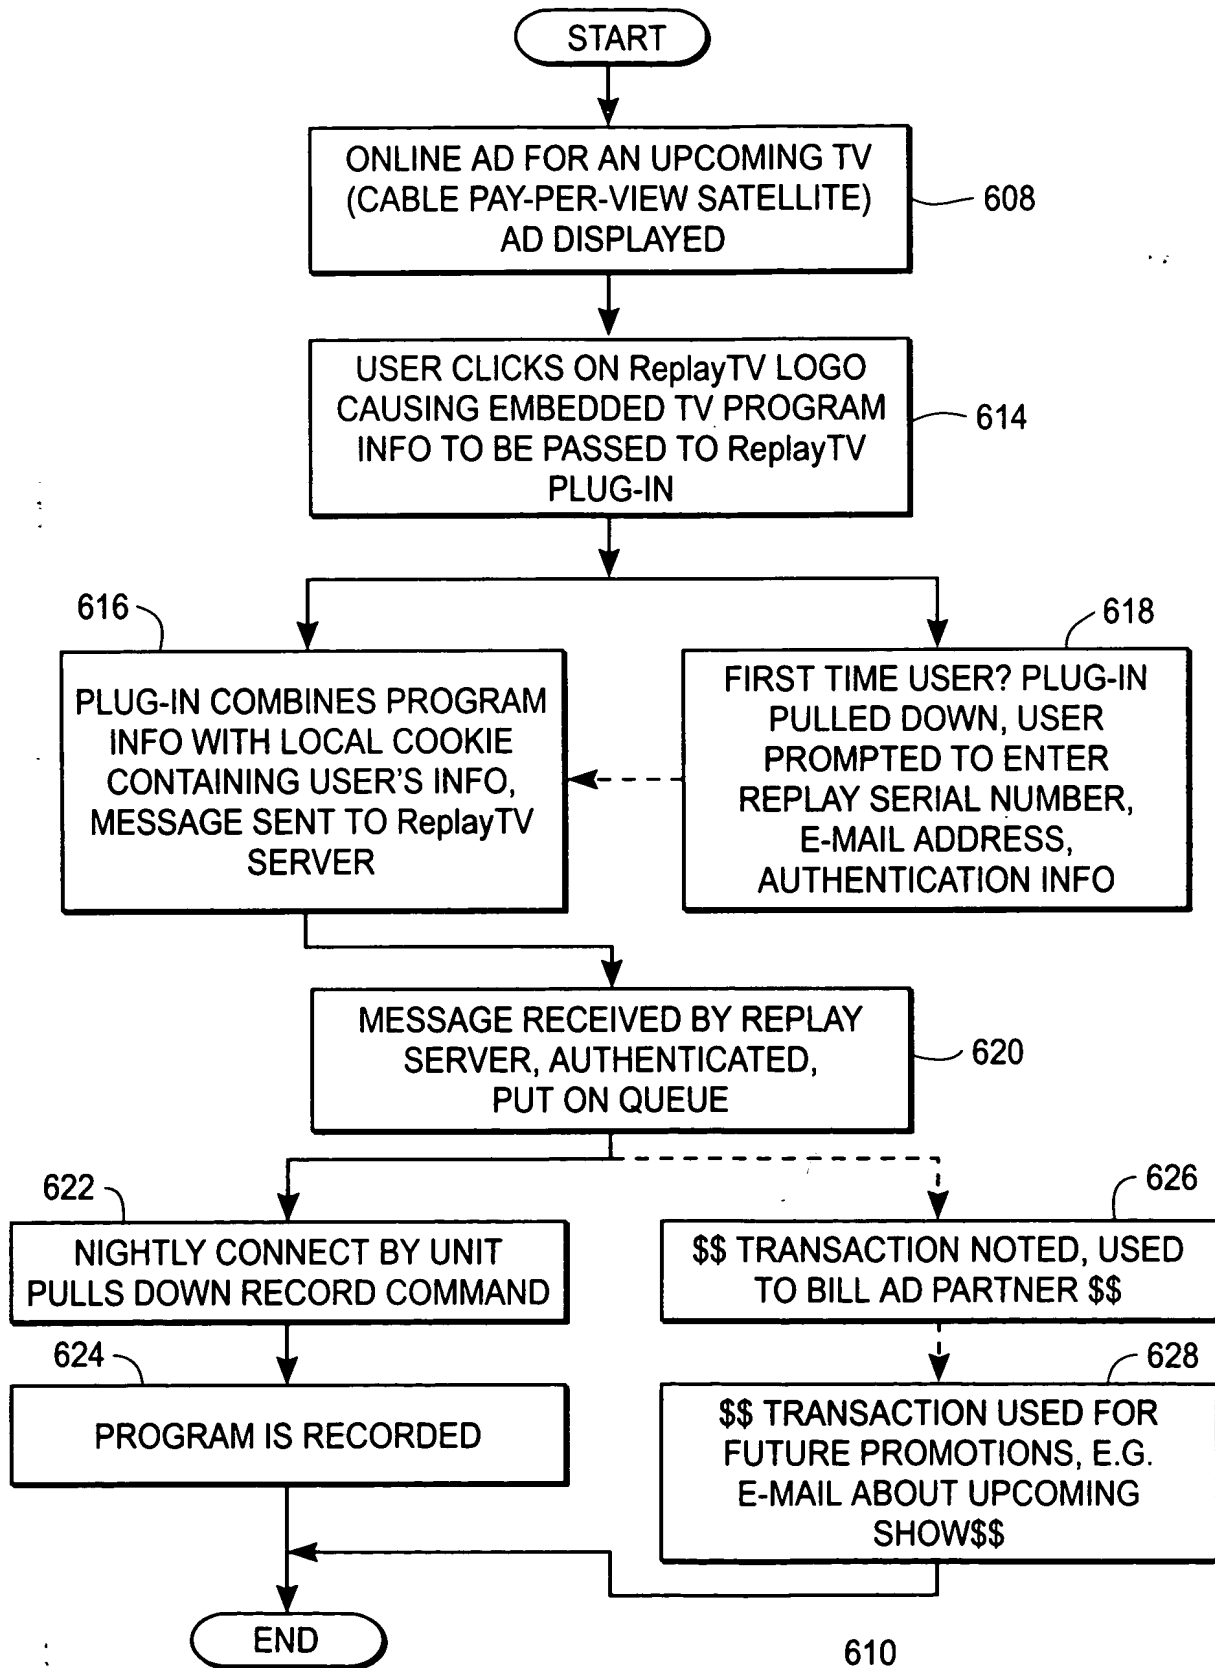 START
ONLINE AD FOR AN UPCOMING TV
(CABLE PAY-PER-VIEW SATELLITE)
AD DISPLAYED
608
USER CLICKS ON ReplayTV LOGO
CAUSING EMBEDDED TV PROGRAM
INFO TO BE PASSED TO ReplayTV
PLUG-IN
614
616
PLUG-IN COMBINES PROGRAM
INFO WITH LOCAL COOKIE
CONTAINING USER'S INFO,
MESSAGE SENT TO ReplayTV
SERVER
618
FIRST TIME USER? PLUG-IN
PULLED DOWN, USER
PROMPTED TO ENTER
REPLAY SERIAL NUMBER,
E-MAIL ADDRESS,
AUTHENTICATION INFO
MESSAGE RECEIVED BY REPLAY
SERVER, AUTHENTICATED,
PUT ON QUEUE
620
622
NIGHTLY CONNECT BY UNIT
PULLS DOWN RECORD COMMAND
626
$$ TRANSACTION NOTED, USED
TO BILL AD PARTNER $$
624
PROGRAM IS RECORDED
628
$$ TRANSACTION USED FOR
FUTURE PROMOTIONS, E.G.
E-MAIL ABOUT UPCOMING
SHOW$$
END
610